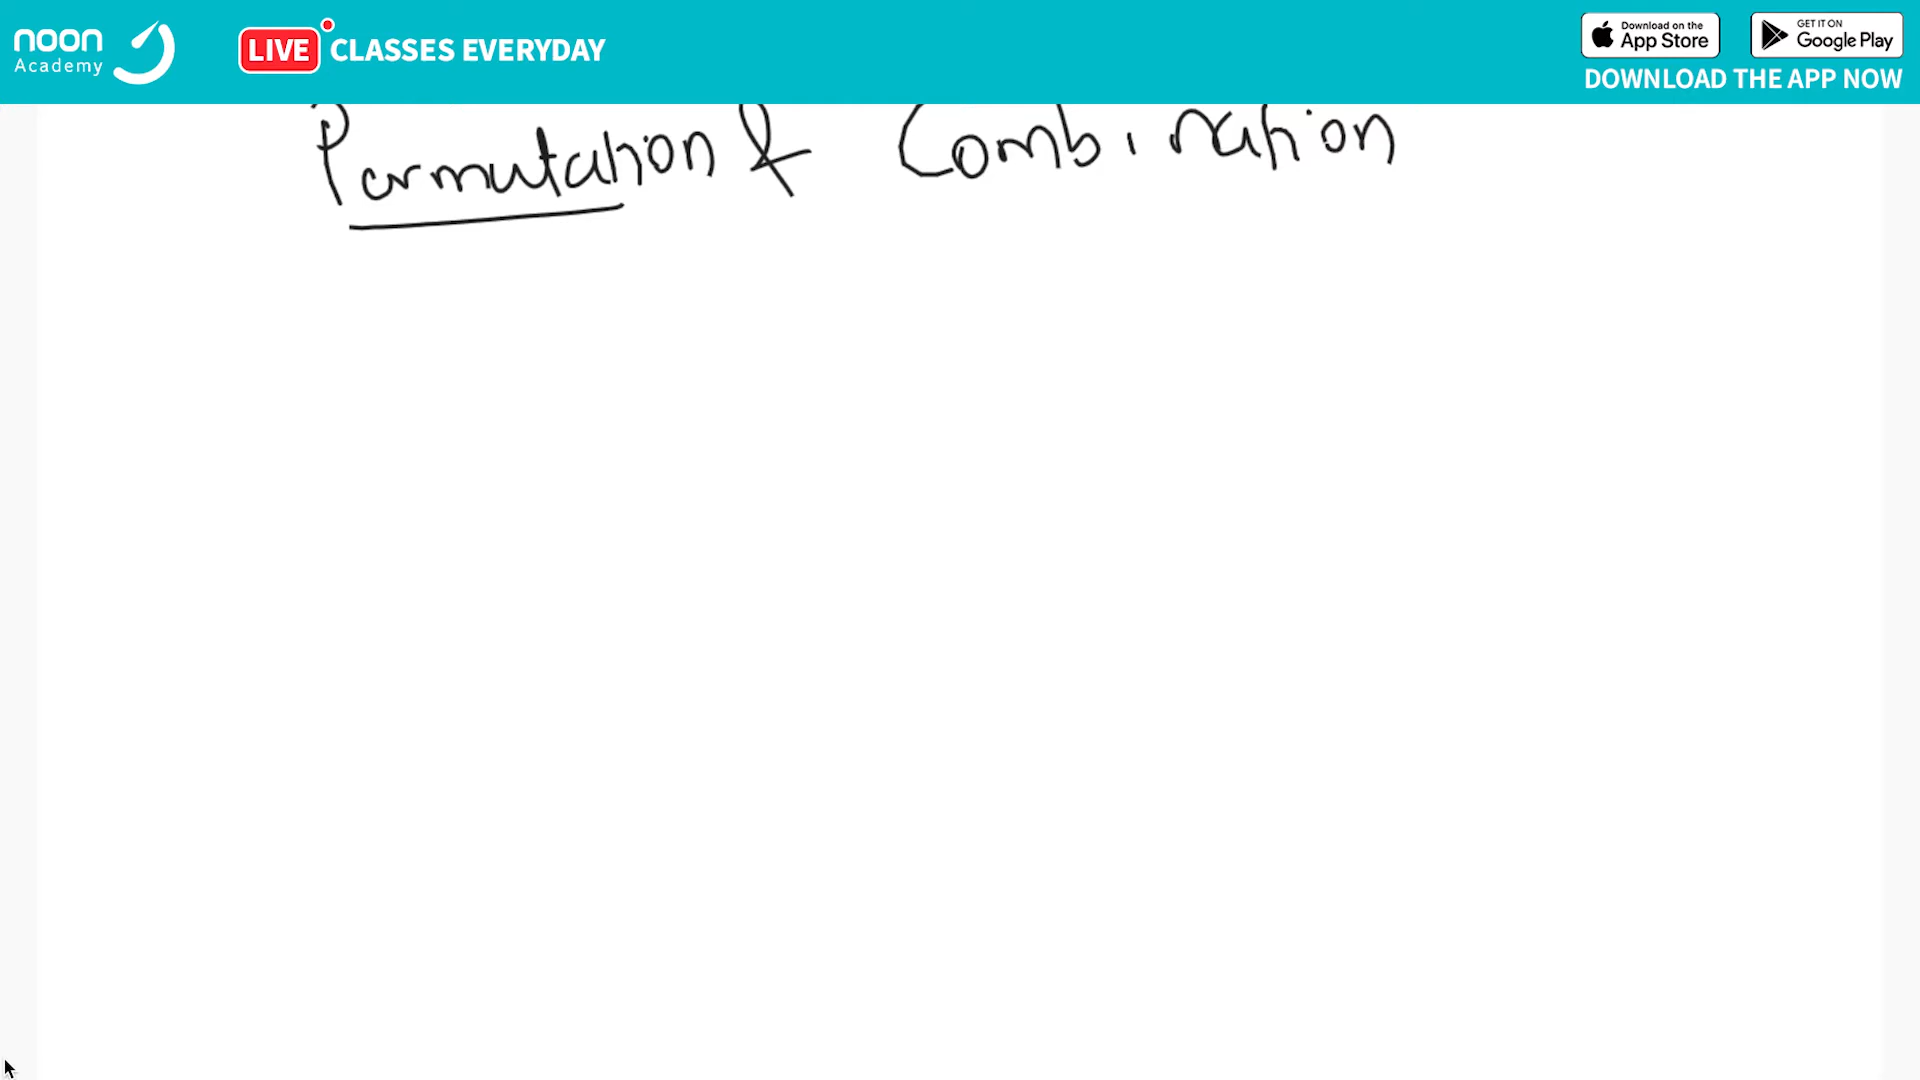 noon
Academy
LIVE CLASSES EVERYDAY
Download on the
App Store
GET IT ON
Google Play
DOWNLOAD THE APP NOW
Permutation & Combination